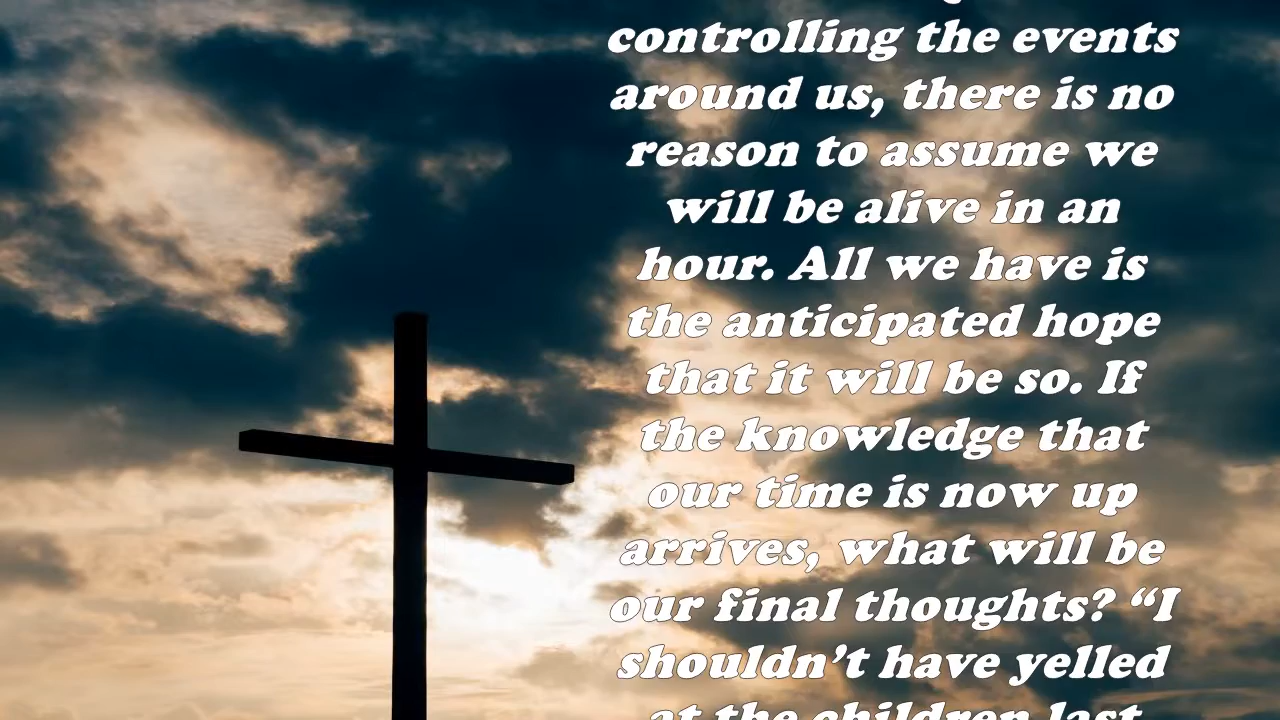 controlling the events
around us, there is no
reason to assume we
will be alive in an
hour. All we have is
the anticipated hope
that it will be so. If
the knowledge that
our time is now up
arrives, what will be
our final thoughts? “I
shouldn’t have yelled
at the children last